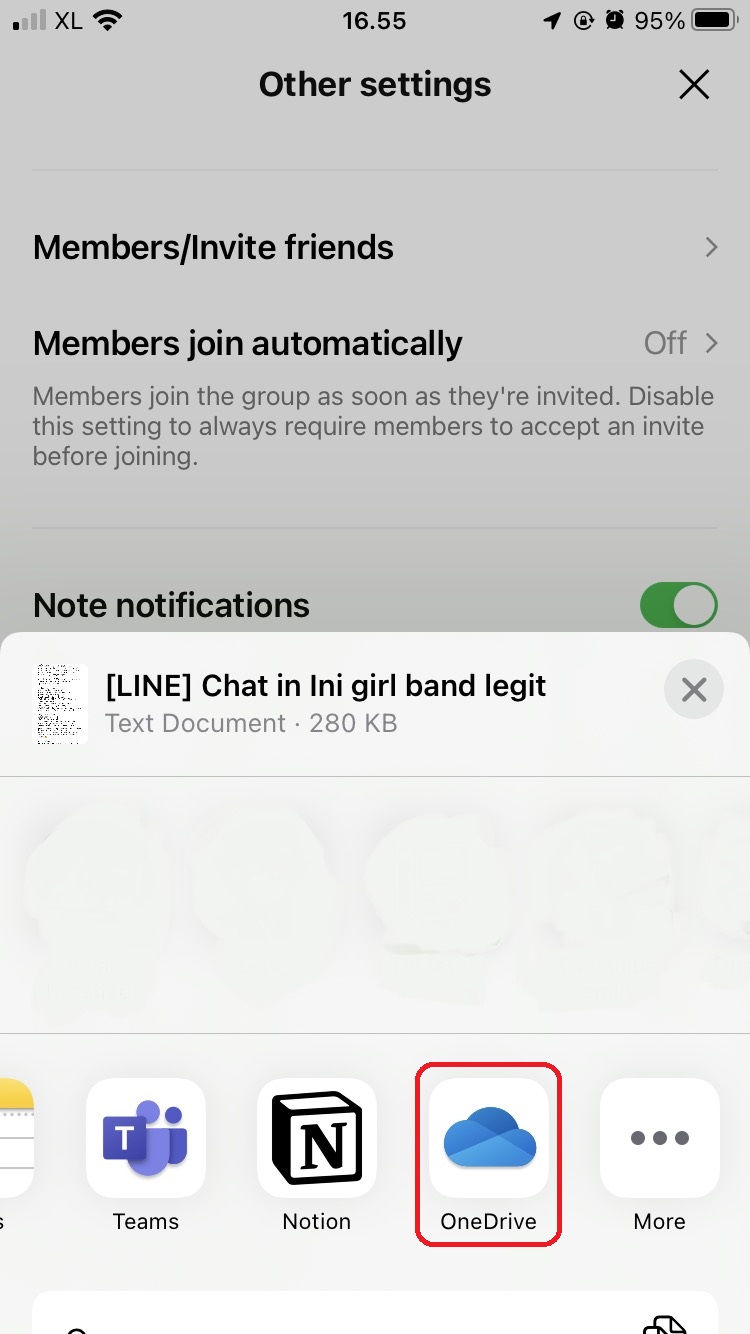 XL 16.55 95%
Other settings
Members/Invite friends
Members join automatically Off
Members join the group as soon as they're invited. Disable
this setting to always require members to accept an invite
before joining.
Note notifications
[LINE] Chat in Ini girl band legit
Text Document · 280 KB
T N
s Teams Notion OneDrive More